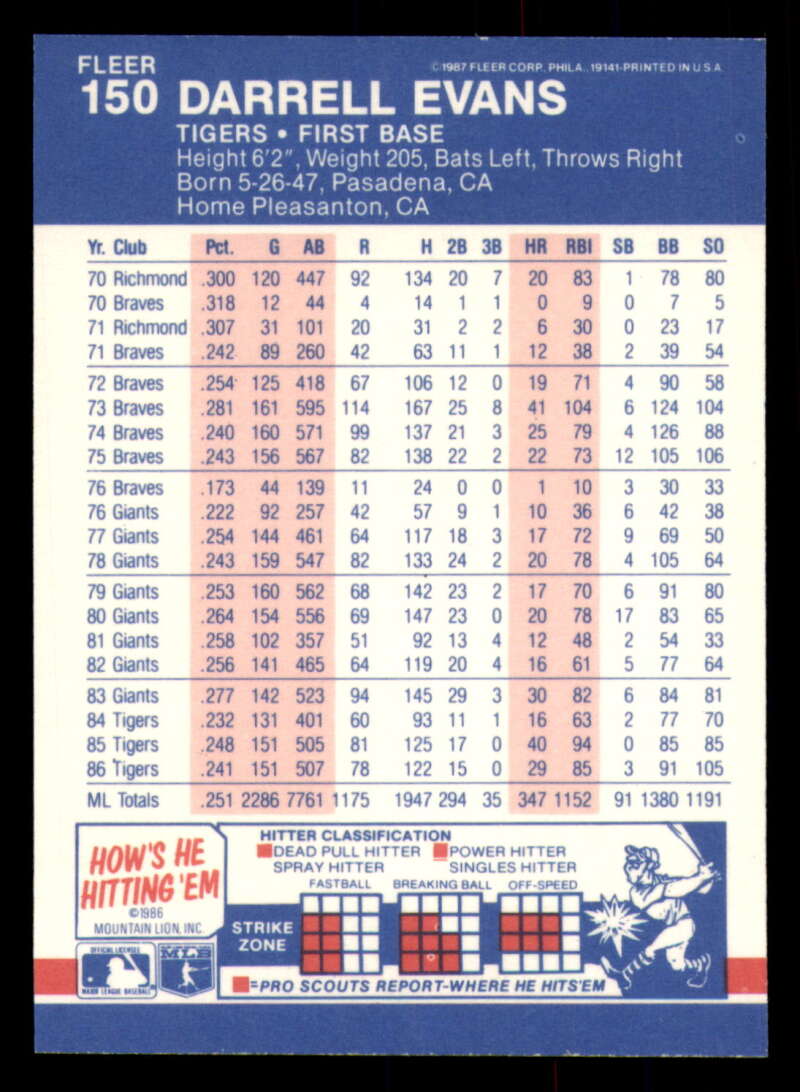 FLEER
©1987 FLEER CORP., PHILA., 19141-PRINTED IN U.S.A.
150 DARRELL EVANS
TIGERS • FIRST BASE
Height 6'2", Weight 205, Bats Left, Throws Right
Born 5-26-47, Pasadena, CA
Home Pleasanton, CA
Yr. Club Pct. G AB R H 2B 3B HR RBI SB BB SO
70 Richmond .300 120 447 92 134 20 7 20 83 1 78 80
70 Braves .318 12 44 4 14 1 1 0 9 0 7 5
71 Richmond .307 31 101 20 31 2 2 6 30 0 23 17
71 Braves .242 89 260 42 63 11 1 12 38 2 39 54
72 Braves .254 125 418 67 106 12 0 19 71 4 90 58
73 Braves .281 161 595 114 167 25 8 41 104 6 124 104
74 Braves .240 160 571 99 137 21 3 25 79 4 126 88
75 Braves .243 156 567 82 138 22 2 22 73 12 105 106
76 Braves .173 44 139 11 24 0 0 1 10 3 30 33
76 Giants .222 92 257 42 57 9 1 10 36 6 42 38
77 Giants .254 144 461 64 117 18 3 17 72 9 69 50
78 Giants .243 159 547 82 133 24 2 20 78 4 105 64
79 Giants .253 160 562 68 142 23 2 17 70 6 91 80
80 Giants .264 154 556 69 147 23 0 20 78 17 83 65
81 Giants .258 102 357 51 92 13 4 12 48 2 54 33
82 Giants .256 141 465 64 119 20 4 16 61 5 77 64
83 Giants .277 142 523 94 145 29 3 30 82 6 84 81
84 Tigers .232 131 401 60 93 11 1 16 63 2 77 70
85 Tigers .248 151 505 81 125 17 0 40 94 0 85 85
86 Tigers .241 151 507 78 122 15 0 29 85 3 91 105
ML Totals .251 2286 7761 1175 1947 294 35 347 1152 91 1380 1191
HOW'S HE
HITTING 'EM
©1986
MOUNTAIN LION, INC.
HITTER CLASSIFICATION
DEAD PULL HITTER POWER HITTER
SPRAY HITTER SINGLES HITTER
FASTBALL BREAKING BALL OFF-SPEED
STRIKE
ZONE
=PRO SCOUTS REPORT-WHERE HE HITS'EM
OFFICIAL LICENSEE
MAJOR LEAGUE BASEBALL
MLB